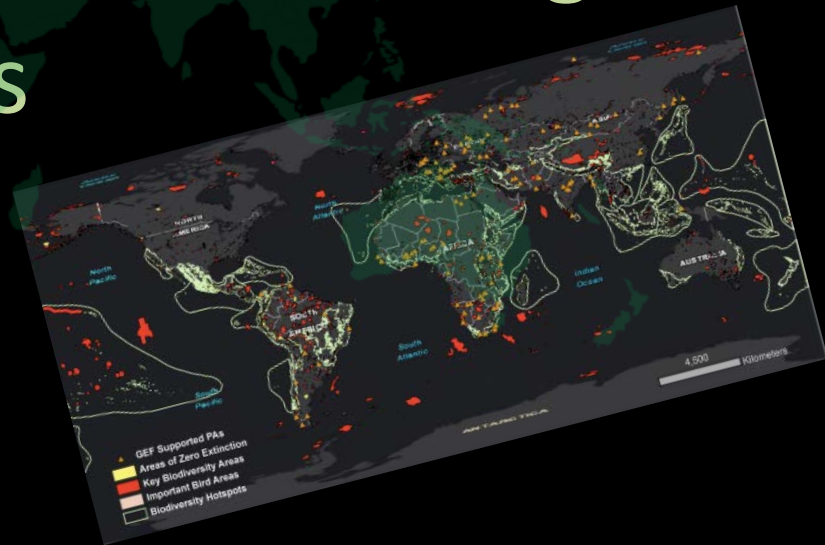 s
NORTH
AMERICA
North
Atlantic
AFRICA
AUSTRALIA
North
Pacific
Indian
Ocean
SOUTH
AMERICA
South
Atlantic
South
Pacific
4,500 Kilometers
ANTARCTICA
GEF Supported PAs
Areas of Zero Extinction
Key Biodiversity Areas
Important Bird Areas
Biodiversity Hotspots